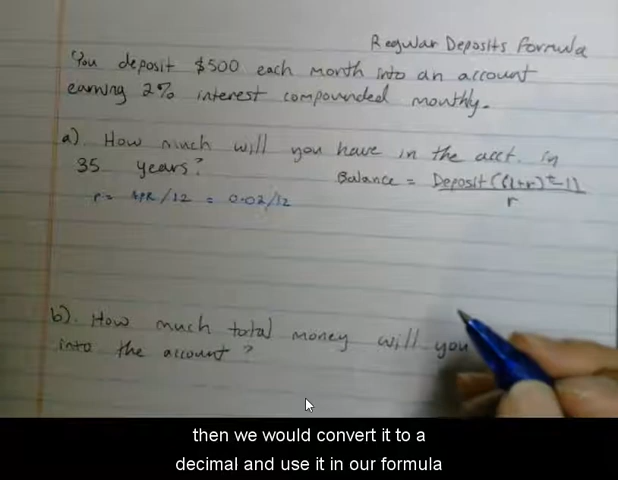 Regular Deposits Formula
You deposit $500 each month into an account
earning 2% interest compounded monthly.
a). How much will you have in the acct. in
35 years?
Balance = Deposit((1+r)^t-1)
r
r= APR/12 = 0.02/12
b). How much total money will you
into the account?
then we would convert it to a
decimal and use it in our formula